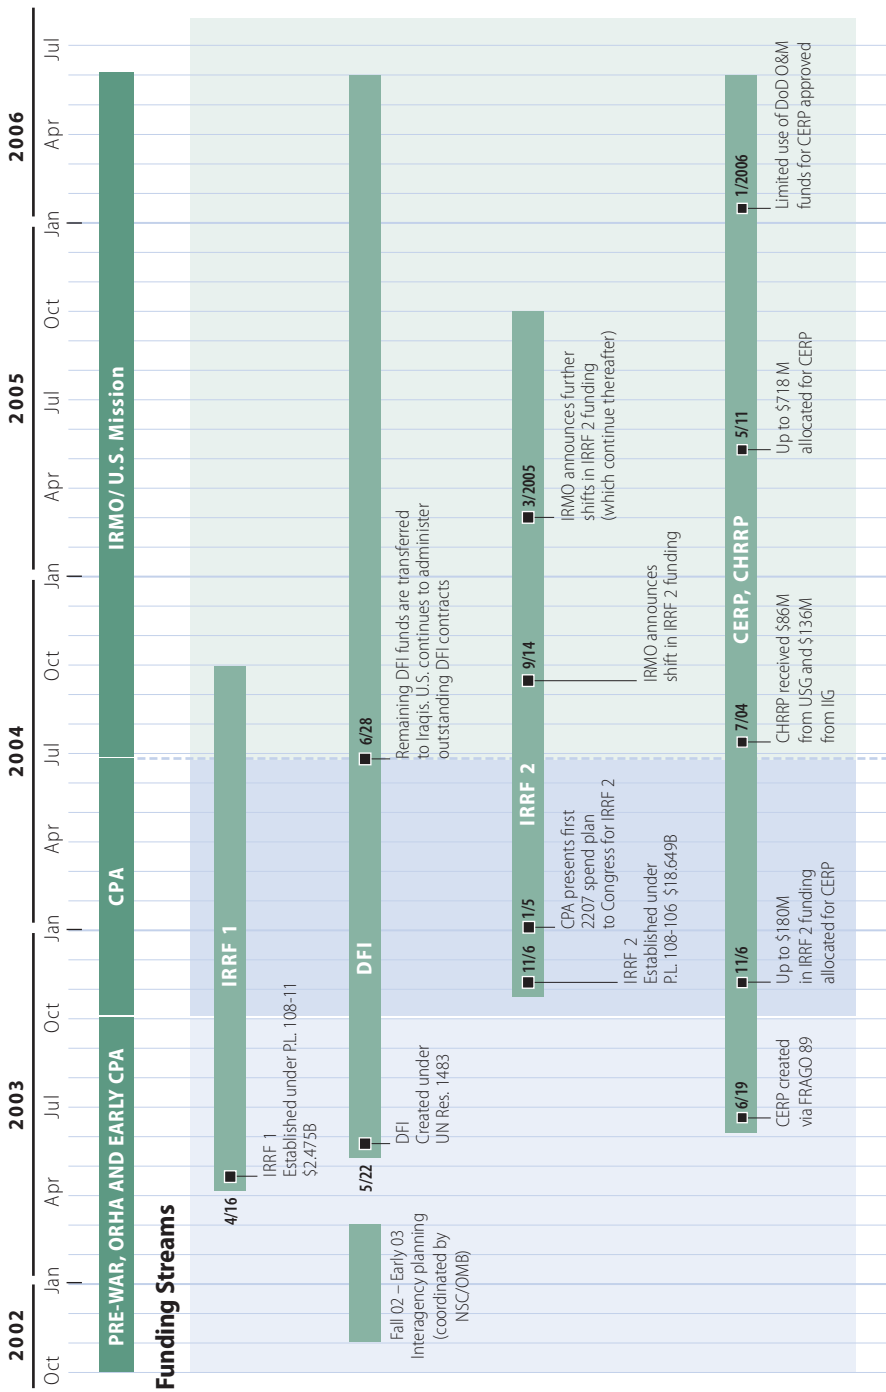 2002
2003
2004
2005
2006
Oct
Jan
Apr
Jul
Oct
Jan
Apr
Jul
Oct
Jan
Apr
Jul
Oct
Jan
Apr
Jul
PRE-WAR, ORHA AND EARLY CPA
CPA
IRMO/ U.S. Mission
Funding Streams
IRRF 1
4/16
IRRF 1
Established under P.L. 108-11
$2.475B
DFI
Fall 02 – Early 03
Interagency planning
(coordinated by
NSC/OMB)
5/22
DFI
Created under
UN Res. 1483
6/28
Remaining DFI funds are transferred
to Iraqis. U.S. continues to administer
outstanding DFI contracts
IRRF 2
11/6
IRRF 2
Established under
P.L. 108-106 $18.649B
1/5
CPA presents first
2207 spend plan
to Congress for IRRF 2
9/14
IRMO announces
shift in IRRF 2 funding
3/2005
IRMO announces further
shifts in IRRF 2 funding
(which continue thereafter)
CERP, CHRRP
6/19
CERP created
via FRAGO 89
11/6
Up to $180M
in IRRF 2 funding
allocated for CERP
7/04
CHRRP received $86M
from USG and $136M
from IIG
5/11
Up to $718 M
allocated for CERP
1/2006
Limited use of DoD O&M
funds for CERP approved